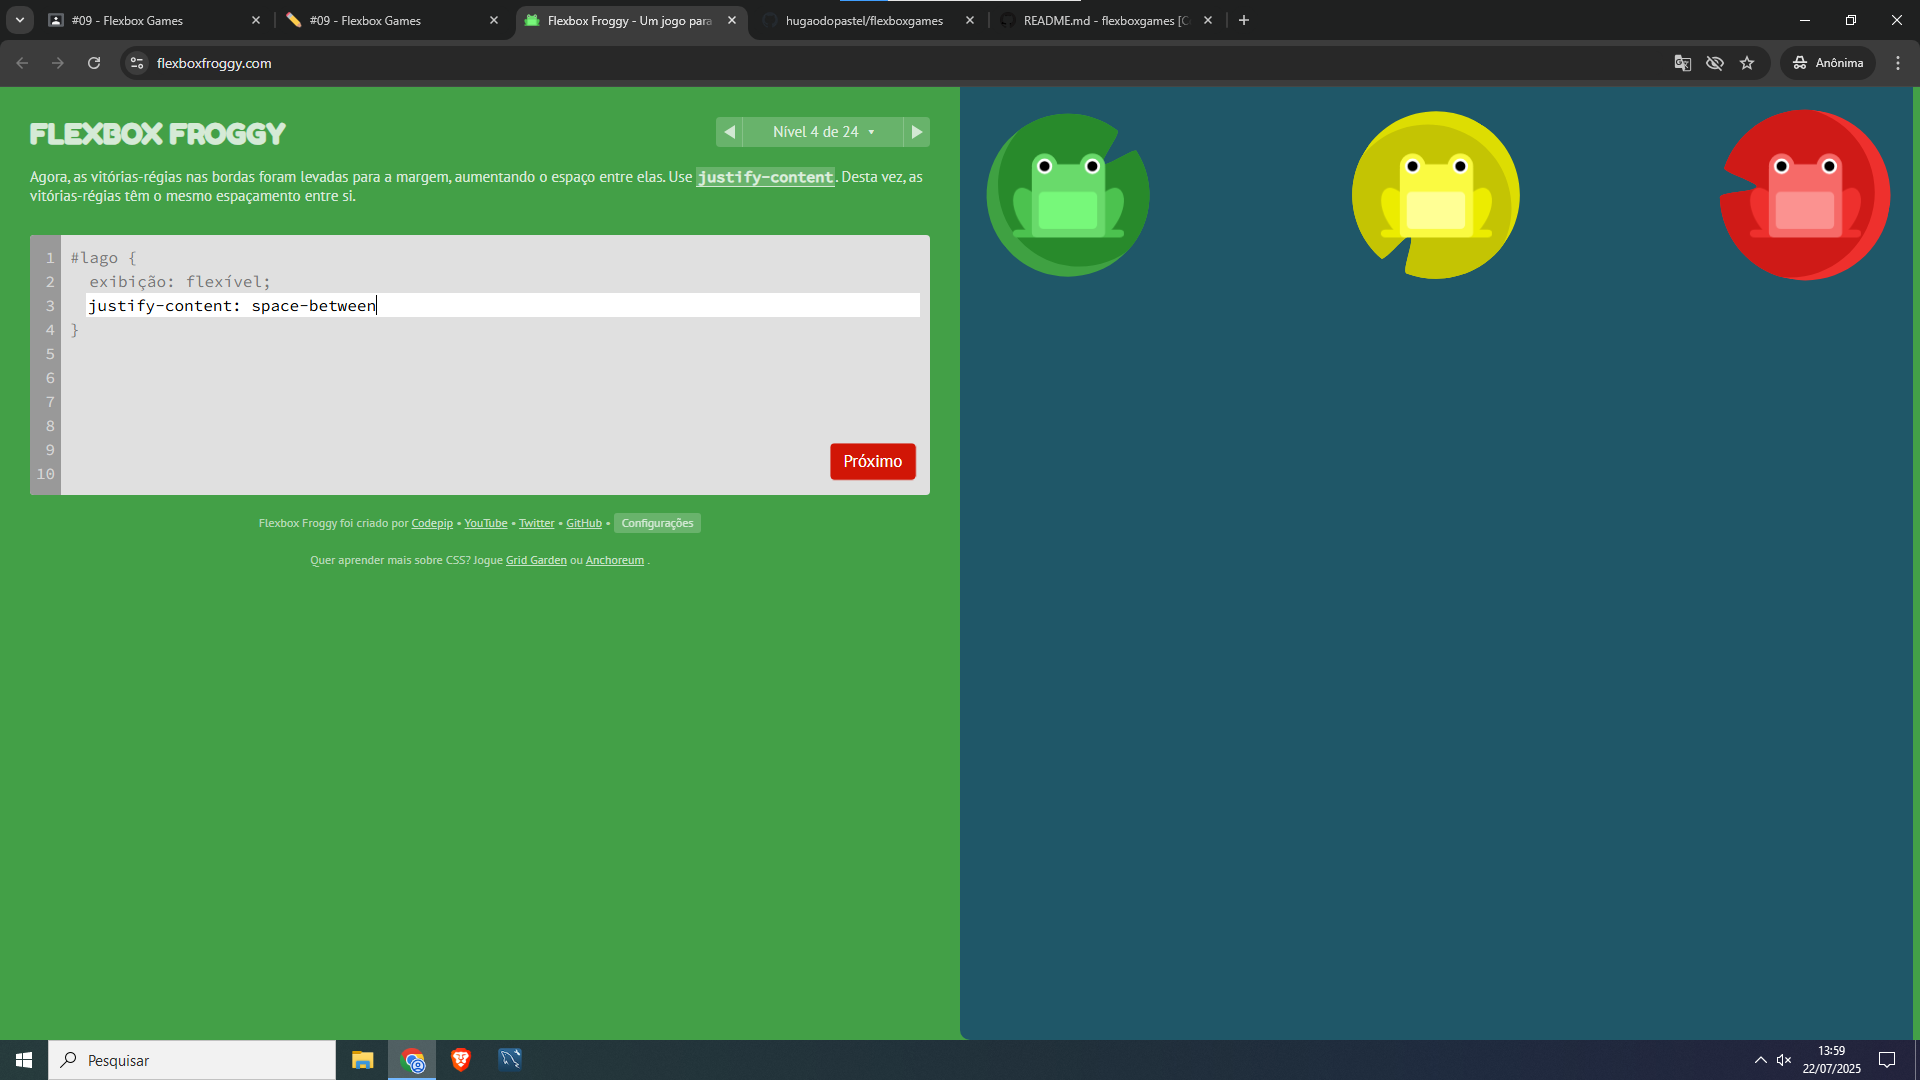 #09 - Flexbox Games
#09 - Flexbox Games
Flexbox Froggy - Um jogo para
hugaodopastel/flexboxgames
README.md - flexboxgames [C
flexboxfroggy.com
Anônima
FLEXBOX FROGGY
Nível 4 de 24
Agora, as vitórias-régias nas bordas foram levadas para a margem, aumentando o espaço entre elas. Use justify-content. Desta vez, as
vitórias-régias têm o mesmo espaçamento entre si.
1 #lago {
2 exibição: flexível;
3 justify-content: space-between
4 }
5
6
7
8
9
10
Próximo
Flexbox Froggy foi criado por Codepip • YouTube • Twitter • GitHub • Configurações
Quer aprender mais sobre CSS? Jogue Grid Garden ou Anchoreum .
Pesquisar
13:59
22/07/2025